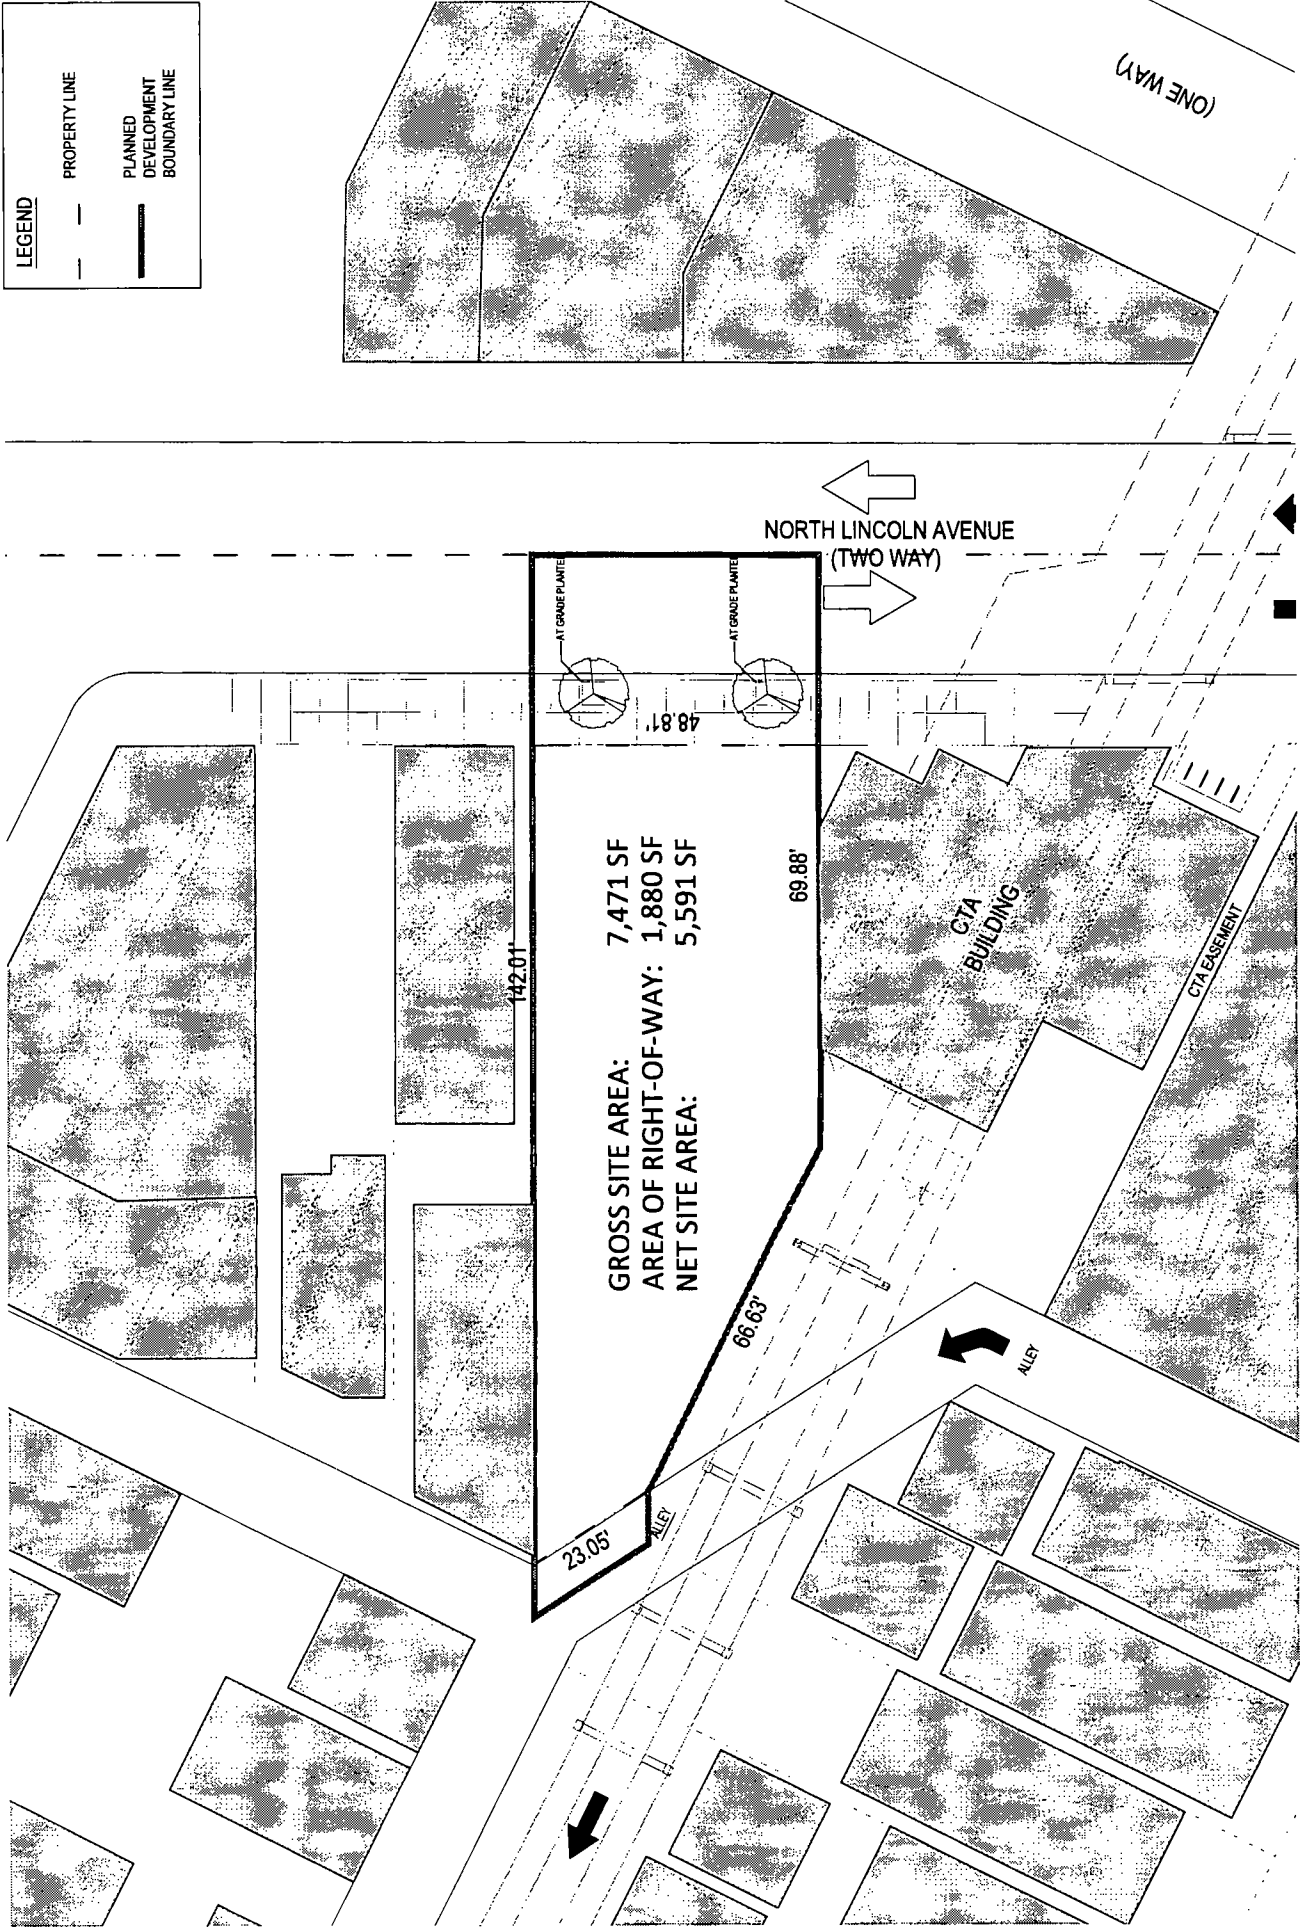 LEGEND
PROPERTY LINE
PLANNED
DEVELOPMENT
BOUNDARY LINE
(ONE WAY)
NORTH LINCOLN AVENUE
(TWO WAY)
AT GRADE PLANTE
AT GRADE PLANTE
48.81'
142.01'
69.88'
GROSS SITE AREA: 7,471 SF
AREA OF RIGHT-OF-WAY: 1,880 SF
NET SITE AREA: 5,591 SF
CTA
BUILDING
CTA EASEMENT
66.63'
23.05'
ALLEY
ALLEY